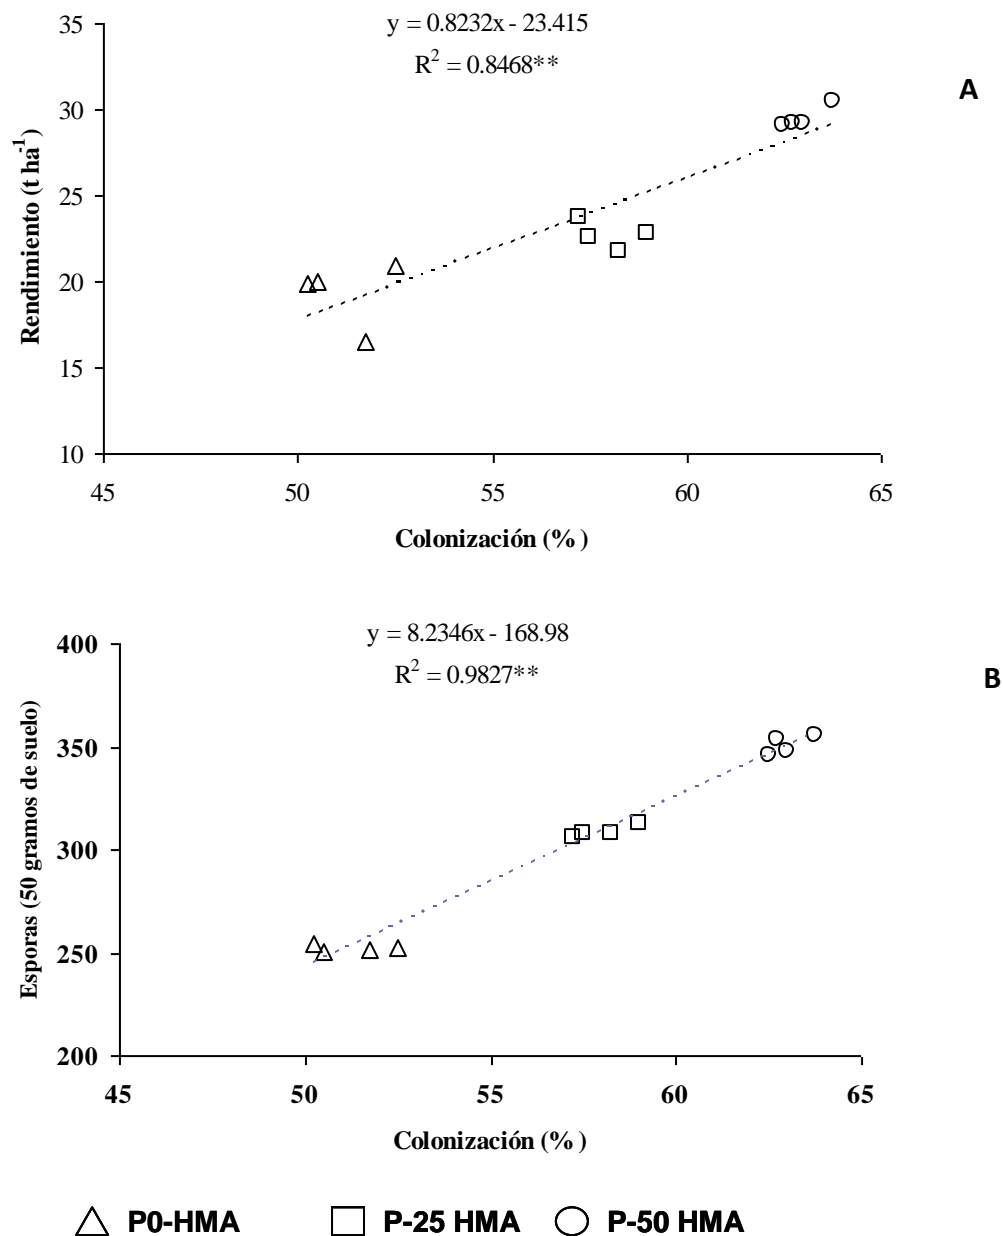 y = 0.8232x - 23.415
R² = 0.8468**
A
35
30
25
20
15
10
Rendimiento (t ha⁻¹)
45 50 55 60 65
Colonización (%)
y = 8.2346x - 168.98
R² = 0.9827**
B
400
350
300
250
200
Esporas (50 gramos de suelo)
45 50 55 60 65
Colonización (%)
P0-HMA P-25 HMA P-50 HMA